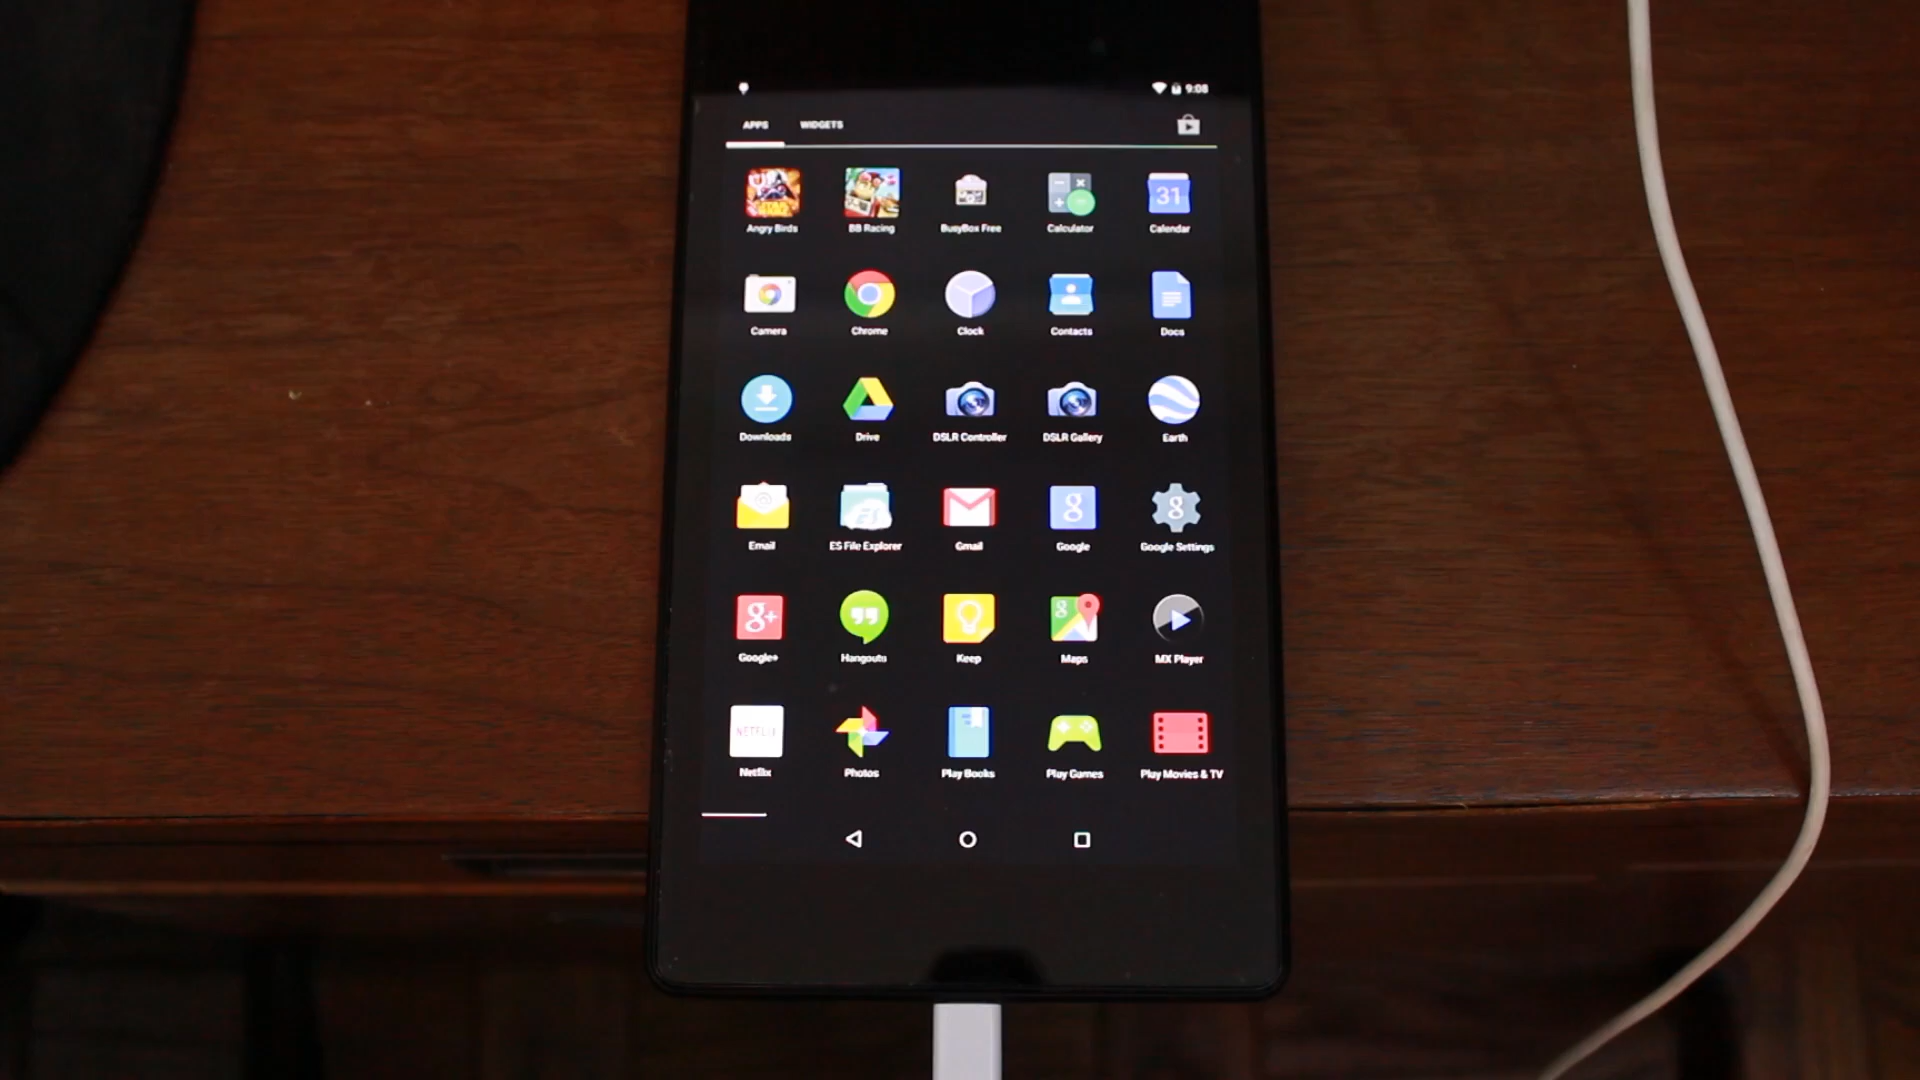 9:08
APPS WIDGETS
Angry Birds BB Racing BusyBox Free Calculator Calendar
31
Camera Chrome Clock Contacts Docs
Downloads Drive DSLR Controller DSLR Gallery Earth
Email ES File Explorer Gmail Google Google Settings
g+
Google+ Hangouts Keep Maps MX Player
NETFLIX
Netflix Photos Play Books Play Games Play Movies & TV